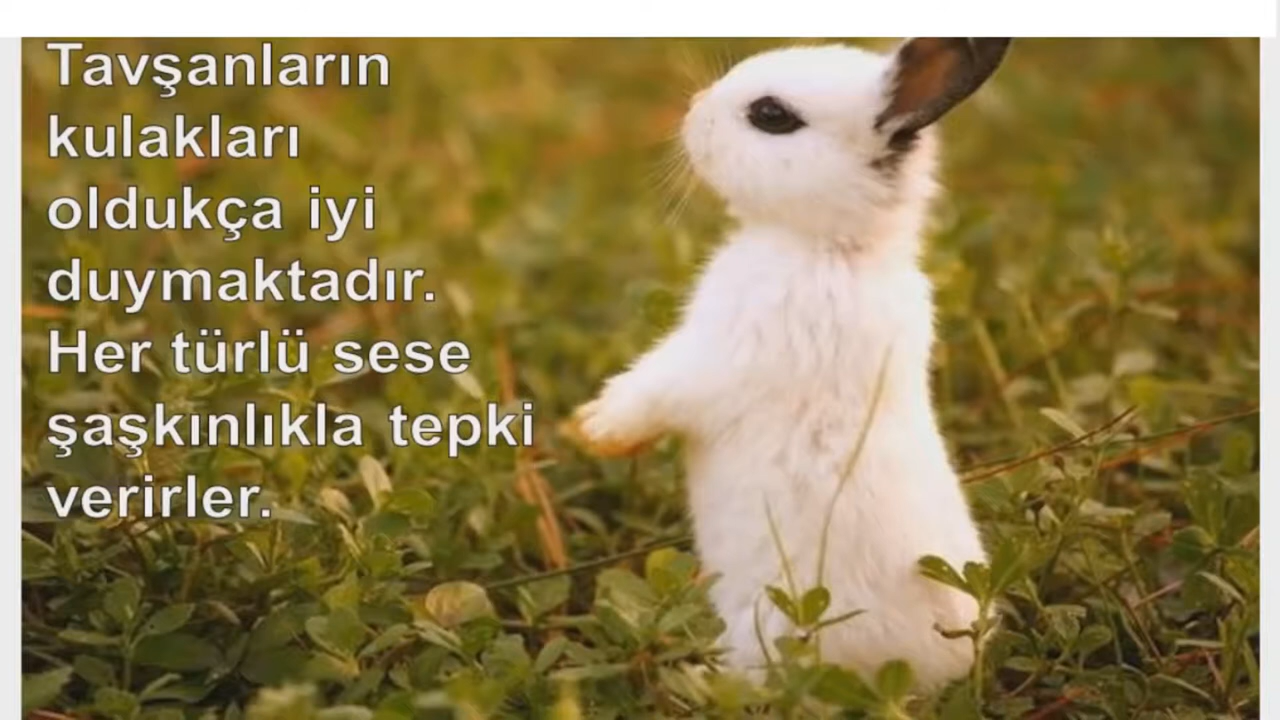 Tavşanların
kulakları
oldukça iyi
duymaktadır.
Her türlü sese
şaşkınlıkla tepki
verirler.